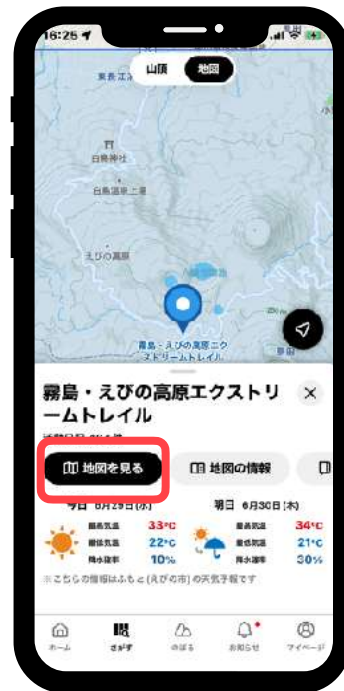 16:25
山頂 地図
白鳥神社
白鳥温泉上湯
えびの高原
霧島・えびの高原エク
ストリームトレイル
霧島・えびの高原エクストリ
ームトレイル
地図を見る
地図の情報
今日 6月29日(水)
明日 6月30日(木)
最高気温 33℃
最高気温 34℃
最低気温 22℃
最低気温 21℃
降水確率 10%
降水確率 30%
※こちらの情報はふもと(えびの市)の天気予報です
ホーム さがす のぼる お知らせ マイページ